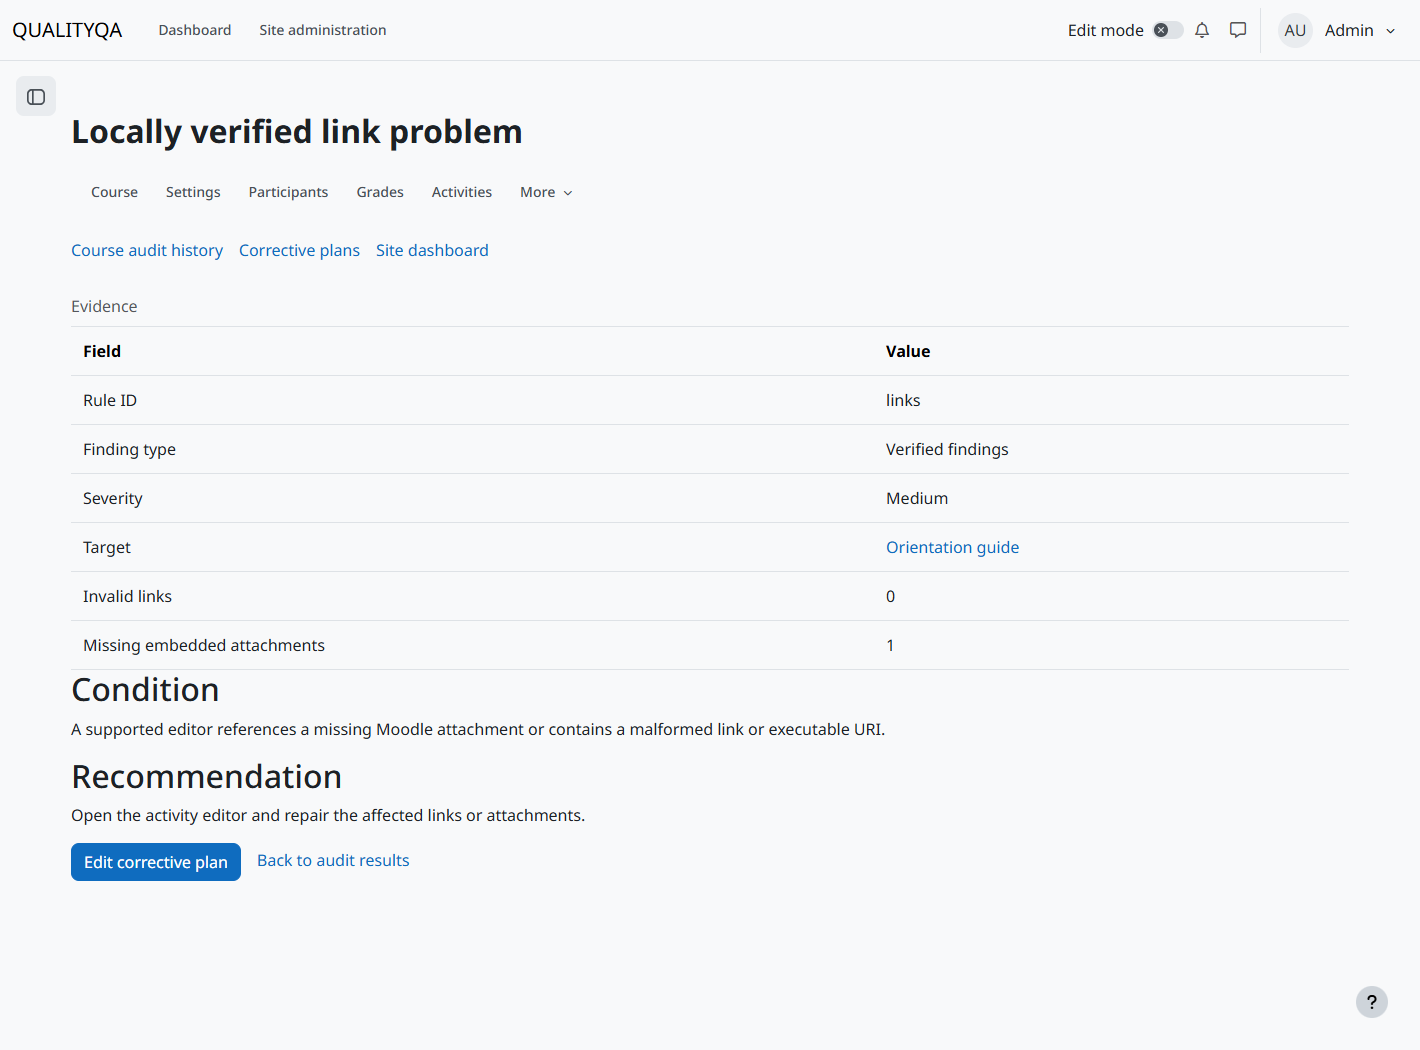 QUALITYQA Dashboard Site administration Edit mode AU Admin
Locally verified link problem
Course Settings Participants Grades Activities More
Course audit history Corrective plans Site dashboard
Evidence
Field Value
Rule ID links
Finding type Verified findings
Severity Medium
Target Orientation guide
Invalid links 0
Missing embedded attachments 1
Condition
A supported editor references a missing Moodle attachment or contains a malformed link or executable URI.
Recommendation
Open the activity editor and repair the affected links or attachments.
Edit corrective plan Back to audit results
?